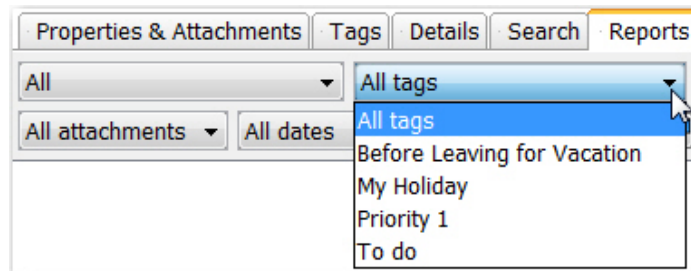 Properties & Attachments Tags Details Search Reports
All All tags
All attachments All dates All tags
Before Leaving for Vacation
My Holiday
Priority 1
To do